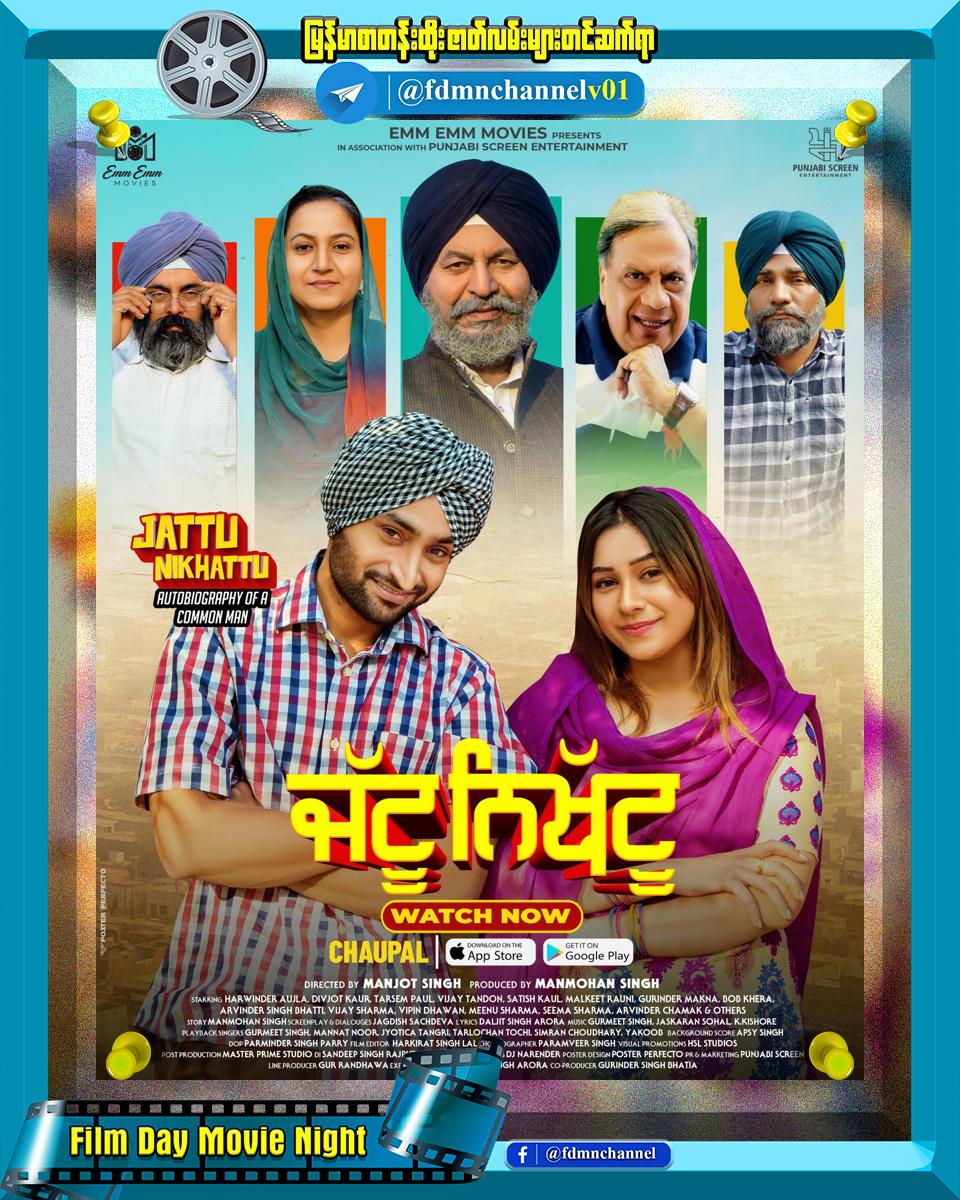 မြန်မာစာတန်းထိုးဇာတ်လမ်းများတင်ဆက်ရာ
@fdmnchannelv01
EMM EMM MOVIES PRESENTS
IN ASSOCIATION WITH PUNJABI SCREEN ENTERTAINMENT
Emm Emm
MOVIES
PUNJABI SCREEN
ENTERTAINMENT
JATTU
NIKHATTU
AUTOBIOGRAPHY OF A
COMMON MAN
ਜੱਟੂ ਨਿਖੱਟੂ
WATCH NOW
CHAUPAL
DOWNLOAD ON THE
App Store
GET IT ON
Google Play
POSTER PERFECTO
DIRECTED BY MANJOT SINGH PRODUCED BY MANMOHAN SINGH
STARRING HARWINDER AUJLA, DIVJOT KAUR, TARSEM PAUL, VIJAY TANDON, SATISH KAUL, MALKEET RAUNI, GURINDER MAKNA, BOB KHERA,
ARVINDER SINGH BHATTI, VIJAY SHARMA, VIPIN DHAWAN, MEENU SHARMA, SEEMA SHARMA, ARVINDER CHAMAK & OTHERS
STORY MANMOHAN SINGH SCREENPLAY & DIALOUGES JAGDISH SACHDEVA LYRICS DALJIT SINGH ARORA MUSIC GURMEET SINGH, JASKARAN SOHAL, K.KISHORE
PLAYBACK SINGERS GURMEET SINGH, MANNAT NOOR, JYOTICA TANGRI, TARLOCHAN TOCHI, SIMRAN CHOUDHARY, YAKOOB BACKGROUND SCORE APSY SINGH
DOP PARMINDER SINGH PARRY FILM EDITOR HARKIRAT SINGH LAL PARAMVEER SINGH VISUAL PROMOTIONS HSL STUDIOS
POST PRODUCTION MASTER PRIME STUDIO DI SANDEEP SINGH DJ NARENDER POSTER DESIGN POSTER PERFECTO PR & MARKETING PUNJABI SCREEN
LINE PRODUCER GUR RANDHAWA ARORA CO-PRODUCER GURINDER SINGH BHATIA
Film Day Movie Night
@fdmnchannel